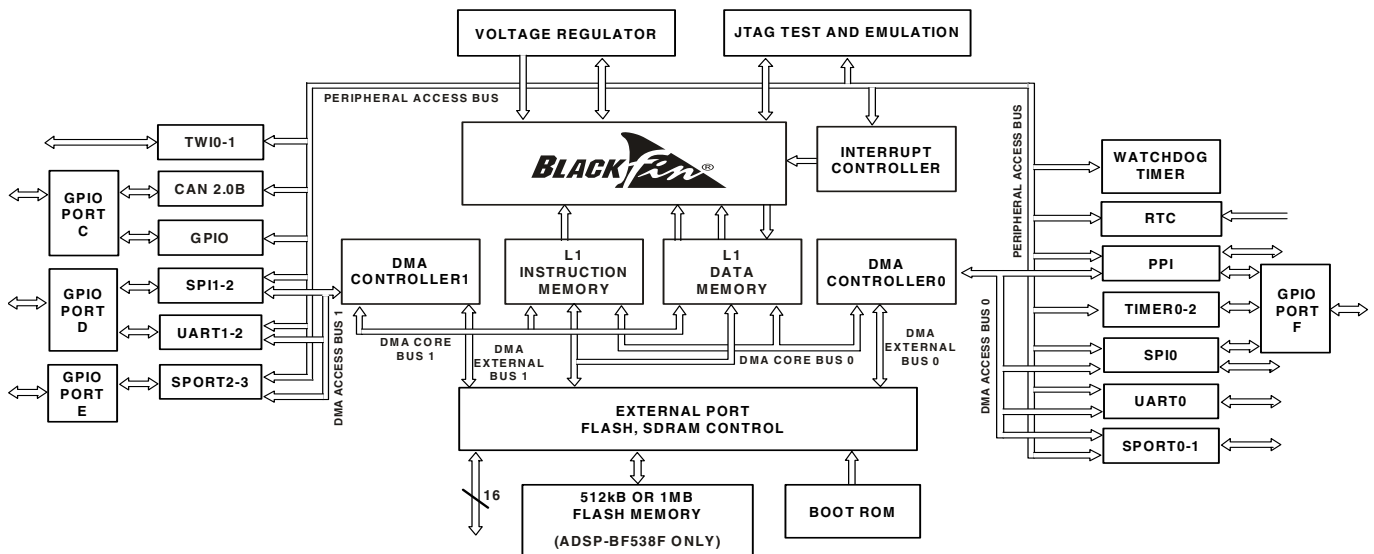 VOLTAGE REGULATOR
JTAG TEST AND EMULATION
PERIPHERAL ACCESS BUS
TWI0-1
CAN 2.0B
GPIO
PORT
C
GPIO
SPI1-2
GPIO
PORT
D
UART1-2
GPIO
PORT
E
SPORT2-3
DMA ACCESS BUS 1
BLACKfin®
INTERRUPT
CONTROLLER
DMA
CONTROLLER1
L1
INSTRUCTION
MEMORY
L1
DATA
MEMORY
DMA
CONTROLLER0
DMA CORE
BUS 1
DMA
EXTERNAL
BUS 1
DMA CORE BUS 0
DMA
EXTERNAL
BUS 0
EXTERNAL PORT
FLASH, SDRAM CONTROL
16
512kB OR 1MB
FLASH MEMORY
(ADSP-BF538F ONLY)
BOOT ROM
PERIPHERAL ACCESS BUS
DMA ACCESS BUS 0
WATCHDOG
TIMER
RTC
PPI
TIMER0-2
GPIO
PORT
F
SPI0
UART0
SPORT0-1